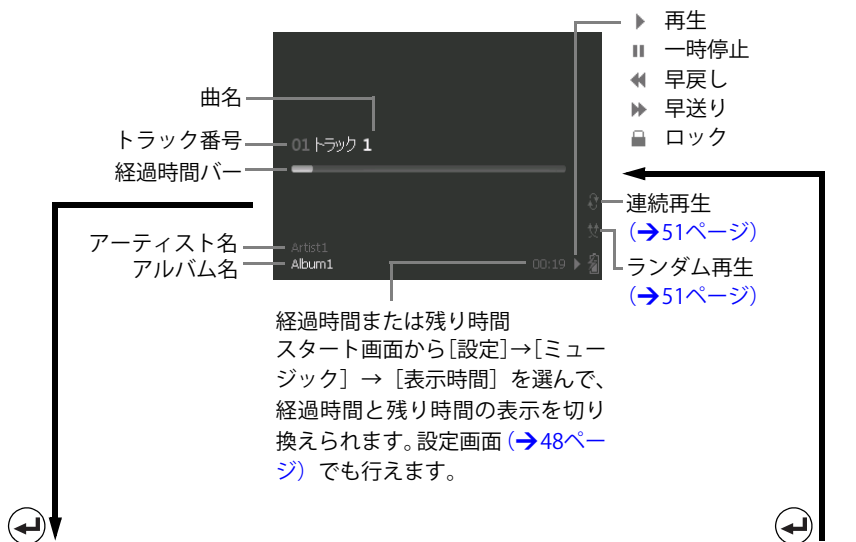 再生
一時停止
早戻し
早送り
ロック
曲名
トラック番号
経過時間バー
01 トラック 1
連続再生
（→51ページ）
ランダム再生
（→51ページ）
アーティスト名
アルバム名
Artist1
Album1
00:19
経過時間または残り時間
スタート画面から［設定］→［ミュー
ジック］→［表示時間］を選んで、
経過時間と残り時間の表示を切り
換えられます。設定画面（→48ペー
ジ）でも行えます。